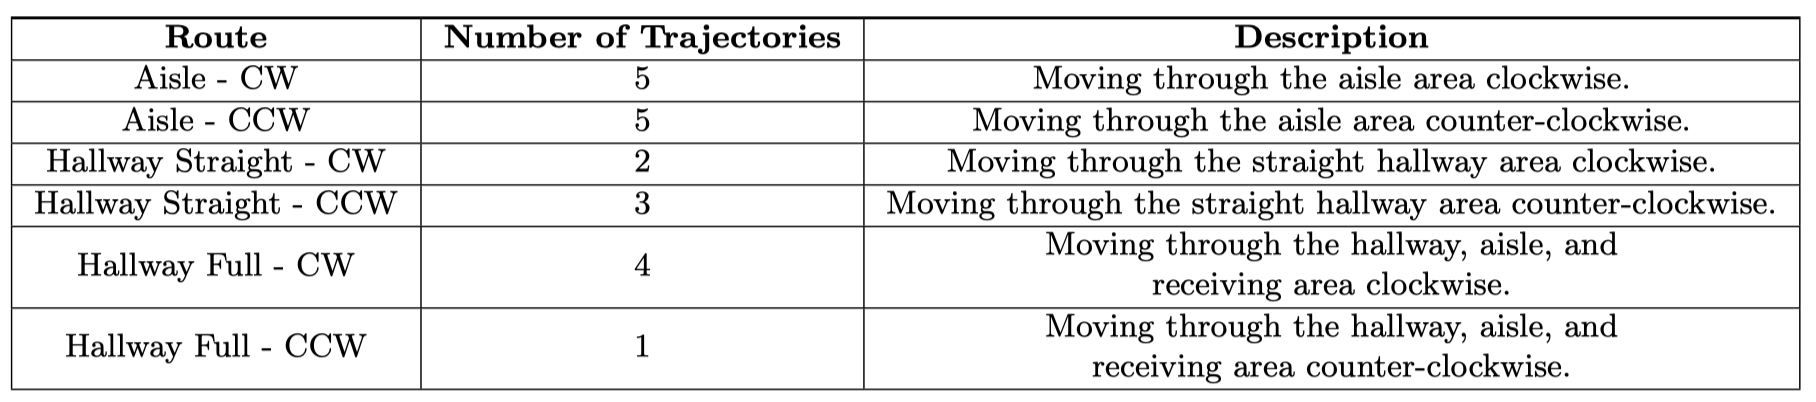 Route Number of Trajectories Description
Aisle - CW 5 Moving through the aisle area clockwise.
Aisle - CCW 5 Moving through the aisle area counter-clockwise.
Hallway Straight - CW 2 Moving through the straight hallway area clockwise.
Hallway Straight - CCW 3 Moving through the straight hallway area counter-clockwise.
Hallway Full - CW 4 Moving through the hallway, aisle, and
receiving area clockwise.
Hallway Full - CCW 1 Moving through the hallway, aisle, and
receiving area counter-clockwise.